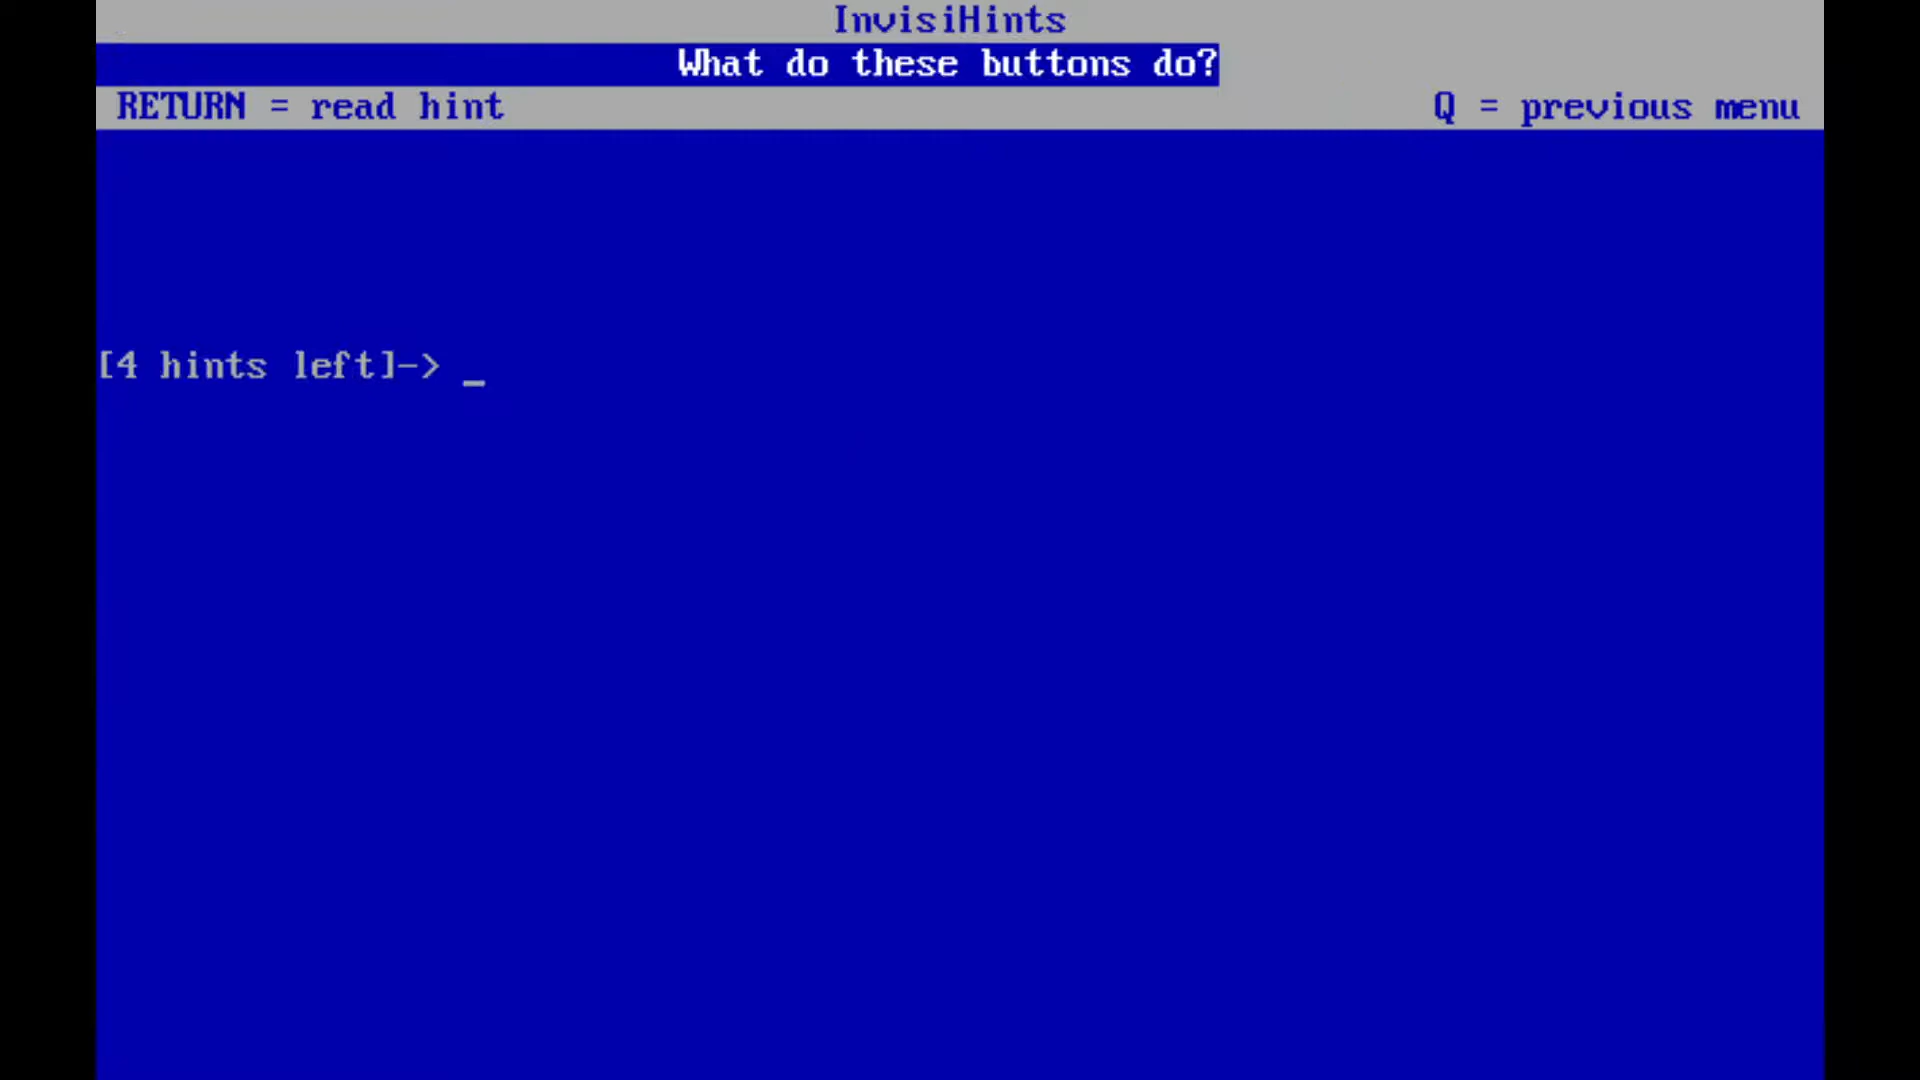 InvisiHints
What do these buttons do?
RETURN = read hint Q = previous menu
[4 hints left]-> _